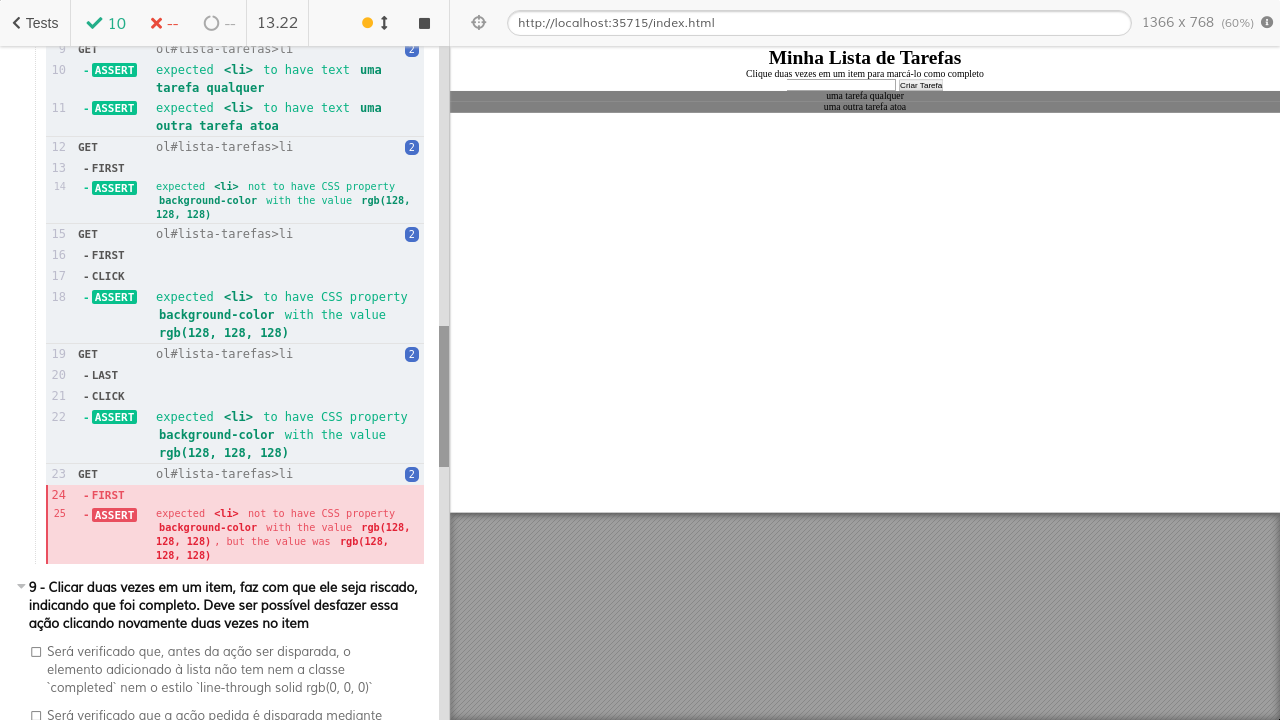 Tests
10
--
--
13.22
http://localhost:35715/index.html
1366 x 768 (60%)
9 GET ol#lista-tarefas>li 2
10 - ASSERT expected <li> to have text uma
tarefa qualquer
11 - ASSERT expected <li> to have text uma
outra tarefa atoa
12 GET ol#lista-tarefas>li 2
13 - FIRST
14 - ASSERT expected <li> not to have CSS property
background-color with the value rgb(128,
128, 128)
15 GET ol#lista-tarefas>li 2
16 - FIRST
17 - CLICK
18 - ASSERT expected <li> to have CSS property
background-color with the value
rgb(128, 128, 128)
19 GET ol#lista-tarefas>li 2
20 - LAST
21 - CLICK
22 - ASSERT expected <li> to have CSS property
background-color with the value
rgb(128, 128, 128)
23 GET ol#lista-tarefas>li 2
24 - FIRST
25 - ASSERT expected <li> not to have CSS property
background-color with the value rgb(128,
128, 128), but the value was rgb(128,
128, 128)
9 - Clicar duas vezes em um item, faz com que ele seja riscado,
indicando que foi completo. Deve ser possível desfazer essa
ação clicando novamente duas vezes no item
Será verificado que, antes da ação ser disparada, o
elemento adicionado à lista não tem nem a classe
`completed` nem o estilo `line-through solid rgb(0, 0, 0)`
Será verificado que a ação pedida é disparada mediante
Minha Lista de Tarefas
Clique duas vezes em um item para marcá-lo como completo
Criar Tarefa
uma tarefa qualquer
uma outra tarefa atoa